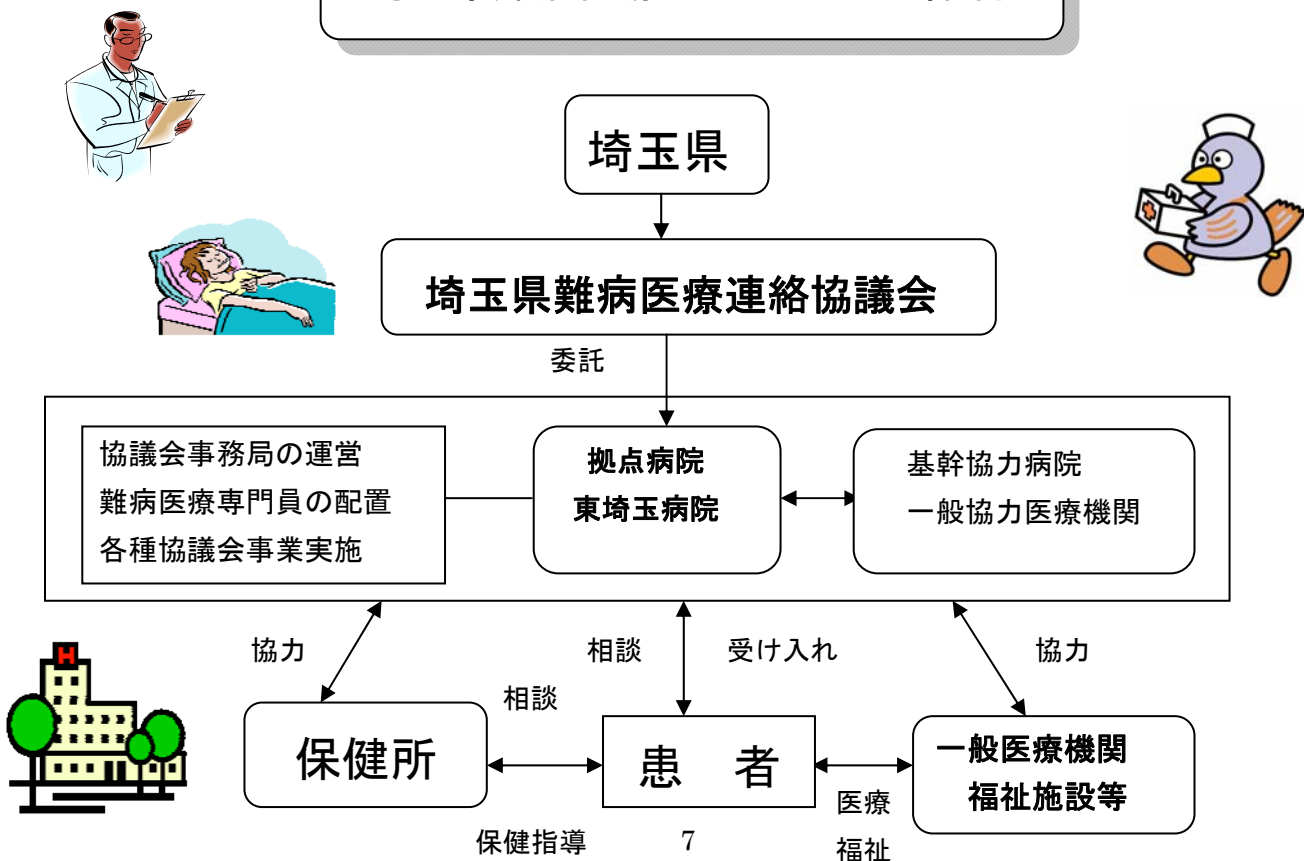 埼玉県
埼玉県難病医療連絡協議会
委託
協議会事務局の運営
難病医療専門員の配置
各種協議会事業実施
拠点病院
東埼玉病院
基幹協力病院
一般協力医療機関
協力
相談
受け入れ
協力
相談
保健所
患 者
一般医療機関
福祉施設等
医療
福祉
保健指導
7
H